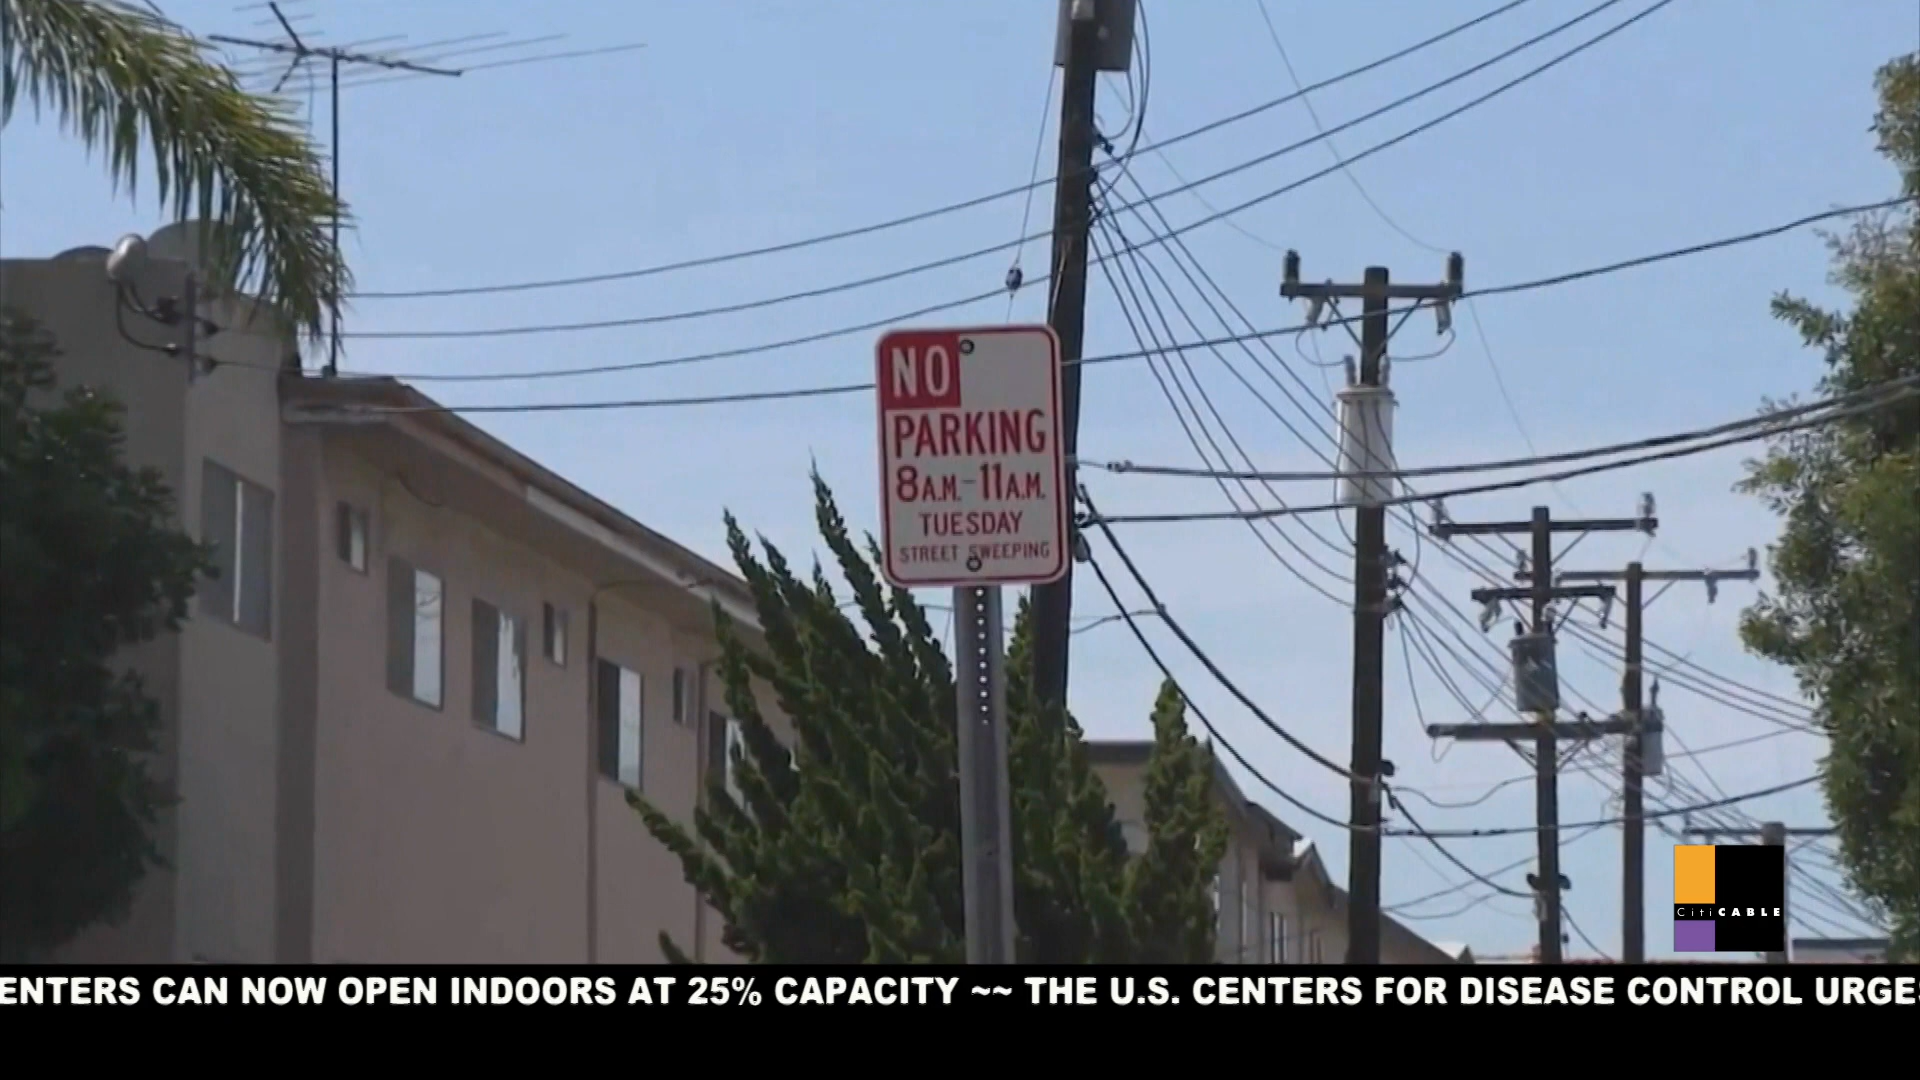 NO
PARKING
8A.M.-11A.M.
TUESDAY
STREET SWEEPING
CitiCABLE
ENTERS CAN NOW OPEN INDOORS AT 25% CAPACITY ~~ THE U.S. CENTERS FOR DISEASE CONTROL URGES